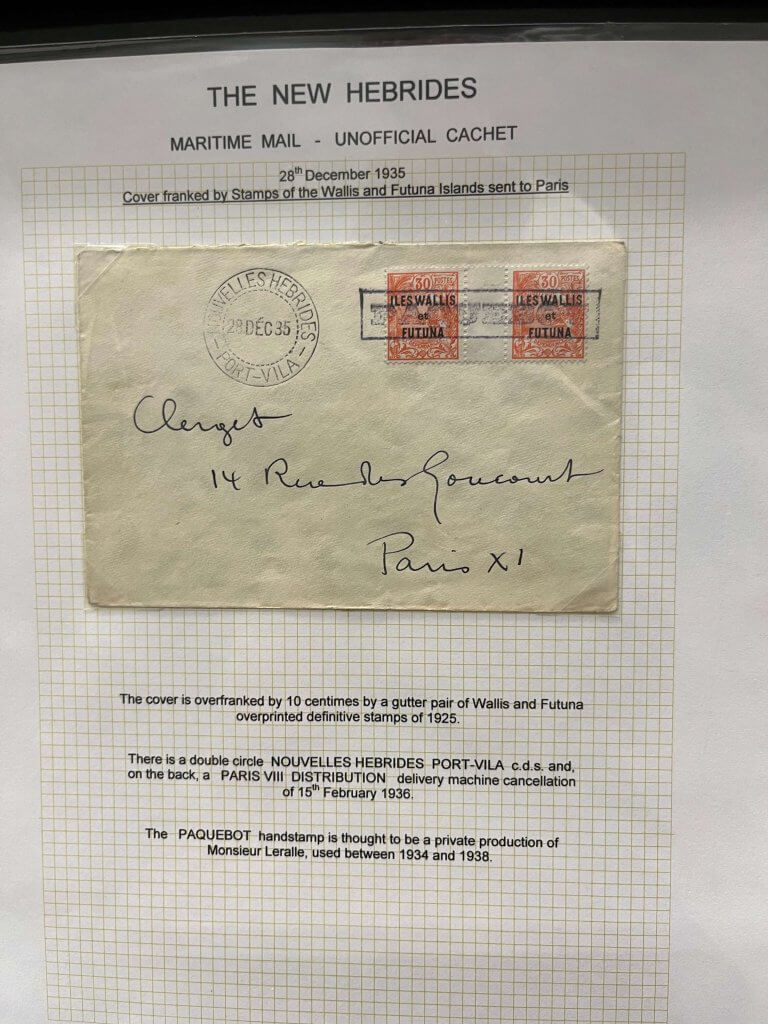 THE NEW HEBRIDES
MARITIME MAIL - UNOFFICIAL CACHET
28th December 1935
Cover franked by Stamps of the Wallis and Futuna Islands sent to Paris
NOUVELLES HEBRIDES
28 DÉC 35
- PORT-VILA -
30 POSTES
ILES WALLIS
et
FUTUNA
30 POSTES
ILES WALLIS
et
FUTUNA
Clerget
14 Rue des Goncourt
Paris XI
The cover is overfranked by 10 centimes by a gutter pair of Wallis and Futuna
overprinted definitive stamps of 1925.
There is a double circle NOUVELLES HEBRIDES PORT-VILA c.d.s. and,
on the back, a PARIS VIII DISTRIBUTION delivery machine cancellation
of 15th February 1936.
The PAQUEBOT handstamp is thought to be a private production of
Monsieur Leralle, used between 1934 and 1938.